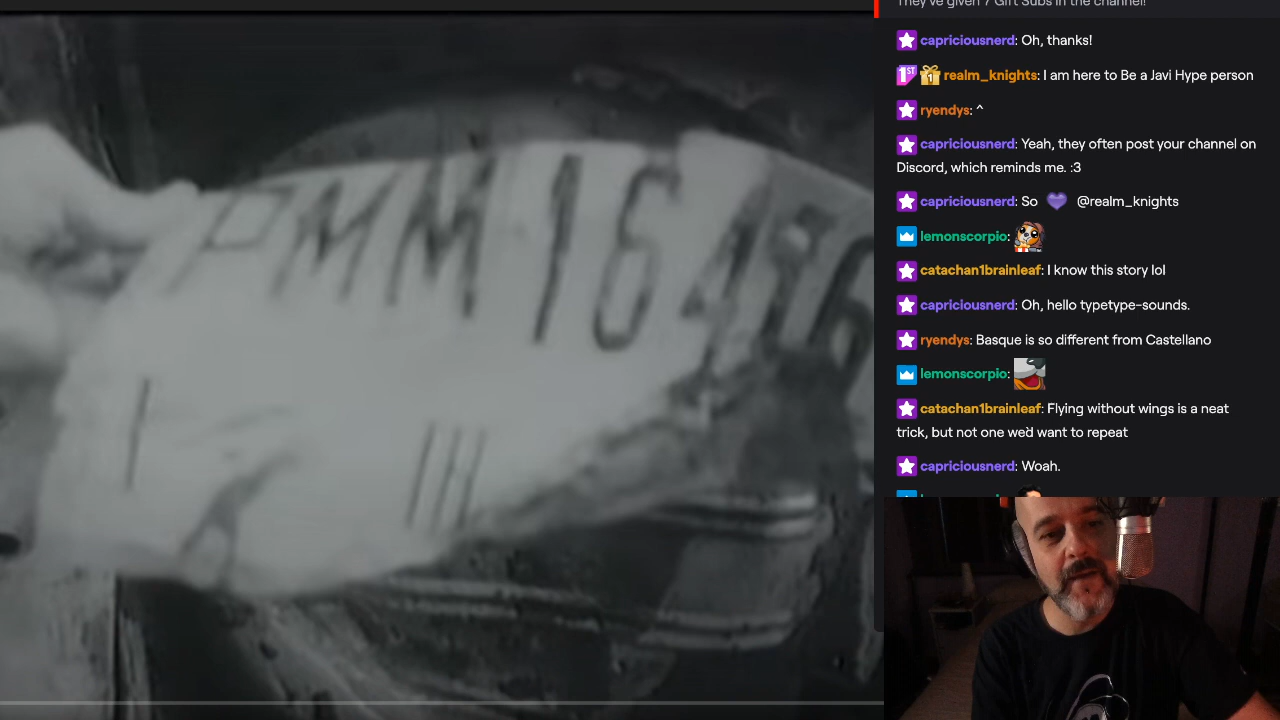 They've given 7 Gift Subs in the channel!
capriciousnerd: Oh, thanks!
realm_knights: I am here to Be a Javi Hype person
ryendys: ^
capriciousnerd: Yeah, they often post your channel on
Discord, which reminds me. :3
capriciousnerd: So @realm_knights
lemonscorpio:
catachan1brainleaf: I know this story lol
capriciousnerd: Oh, hello typetype-sounds.
ryendys: Basque is so different from Castellano
lemonscorpio:
catachan1brainleaf: Flying without wings is a neat
trick, but not one we'd want to repeat
capriciousnerd: Woah.
PMM 16